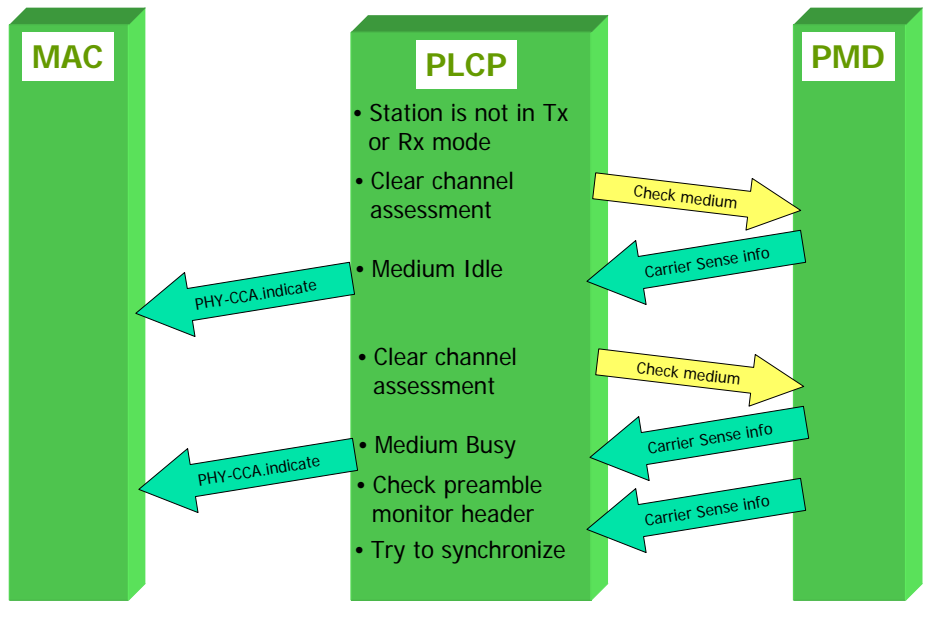 MAC
PLCP
PMD
• Station is not in Tx
or Rx mode
• Clear channel
assessment
Check medium
Carrier Sense info
• Medium Idle
PHY-CCA.indicate
• Clear channel
assessment
Check medium
Carrier Sense info
• Medium Busy
PHY-CCA.indicate
• Check preamble
monitor header
Carrier Sense info
• Try to synchronize